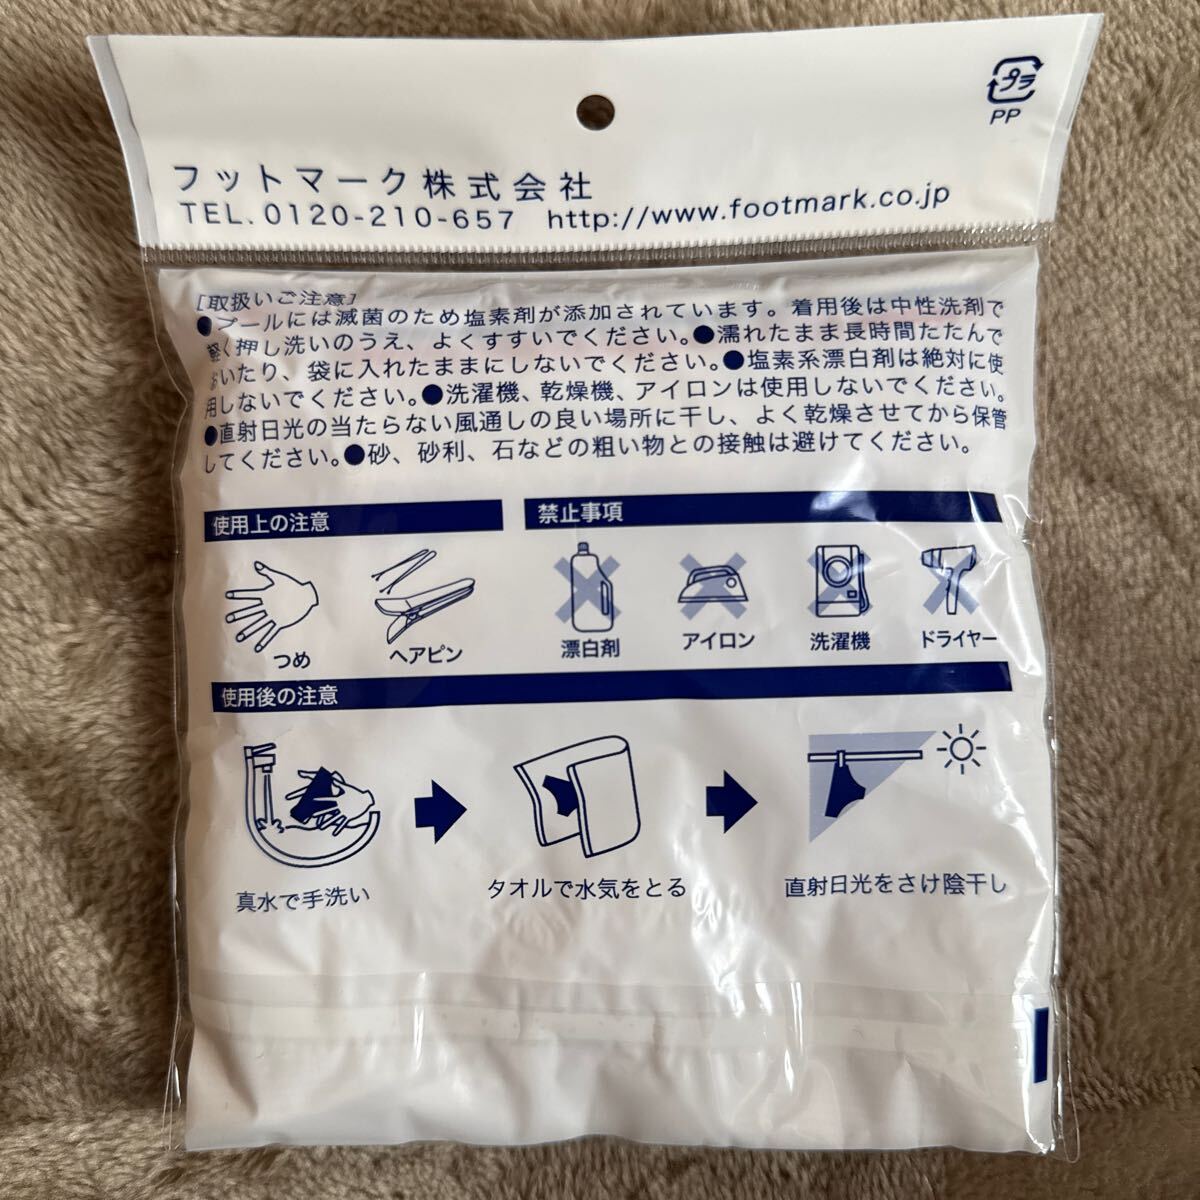 プラ
PP
フットマーク株式会社
TEL.0120-210-657 http://www.footmark.co.jp
[取扱いご注意]
●プールには滅菌のため塩素剤が添加されています。着用後は中性洗剤で
軽く押し洗いのうえ、よくすすいでください。●濡れたまま長時間たたんで
おいたり、袋に入れたままにしないでください。●塩素系漂白剤は絶対に使
用しないでください。●洗濯機、乾燥機、アイロンは使用しないでください。
●直射日光の当たらない風通しの良い場所に干し、よく乾燥させてから保管
してください。●砂、砂利、石などの粗い物との接触は避けてください。
使用上の注意
つめ
ヘアピン
禁止事項
漂白剤
アイロン
洗濯機
ドライヤー
使用後の注意
真水で手洗い
タオルで水気をとる
直射日光をさけ陰干し